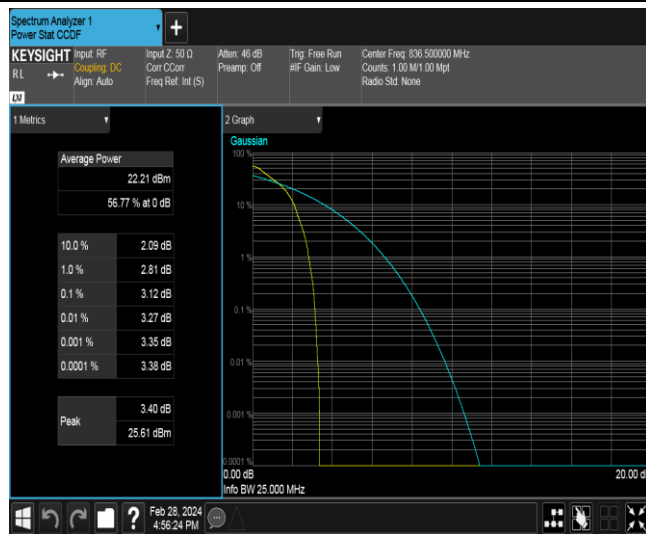 Spectrum Analyzer 1
Power Stat CCDF
+
KEYSIGHT
RL
LXI
Input: RF
Coupling: DC
Align: Auto
Input Z: 50 Ω
Corr CCorr
Freq Ref: Int (S)
Atten: 46 dB
Preamp: Off
Trig: Free Run
#IF Gain: Low
Center Freq: 836.500000 MHz
Counts: 1.00 M/1.00 Mpt
Radio Std: None
1 Metrics
Average Power
22.21 dBm
56.77 % at 0 dB
10.0 % 2.09 dB
1.0 % 2.81 dB
0.1 % 3.12 dB
0.01 % 3.27 dB
0.001 % 3.35 dB
0.0001 % 3.38 dB
Peak 3.40 dB
25.61 dBm
2 Graph
Gaussian
100 %
10 %
1 %
0.1 %
0.01 %
0.001 %
0.0001 %
0.00 dB
20.00 d
Info BW 25.000 MHz
?
Feb 28, 2024
4:56:24 PM